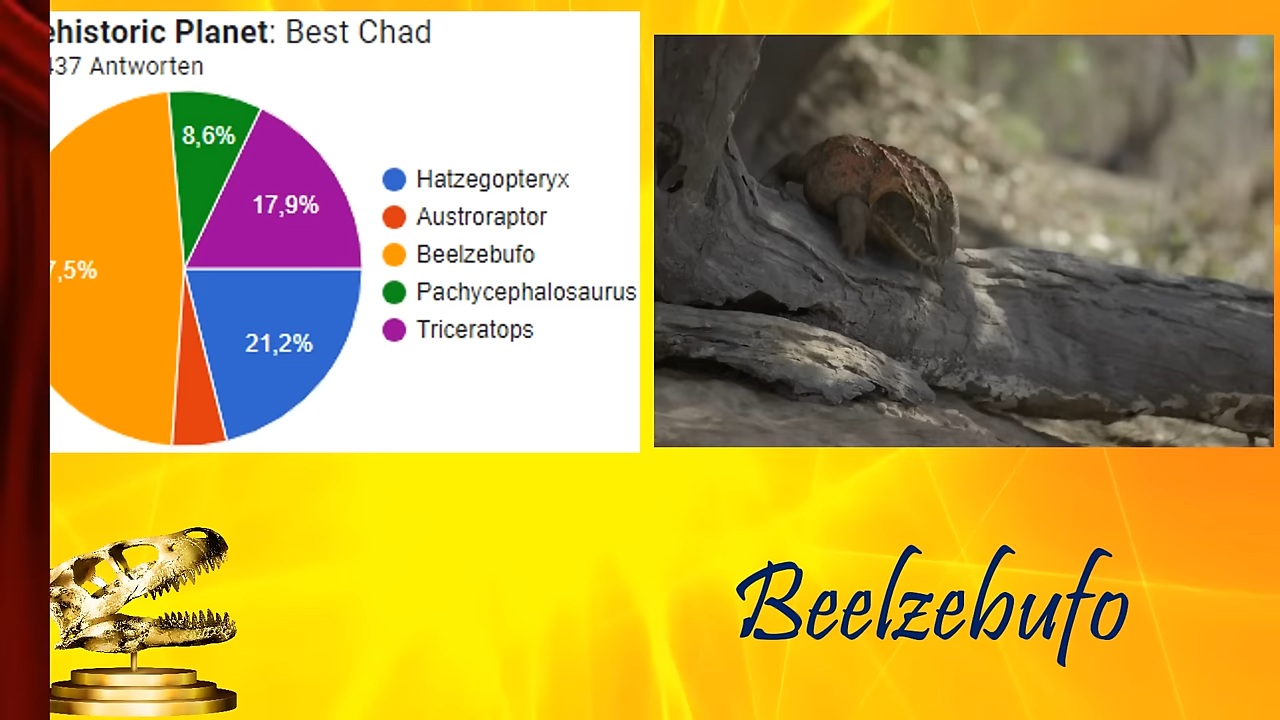 ehistoric Planet: Best Chad
437 Antworten
8,6%
17,9%
7,5%
21,2%
Hatzegopteryx
Austroraptor
Beelzebufo
Pachycephalosaurus
Triceratops
Beelzebufo